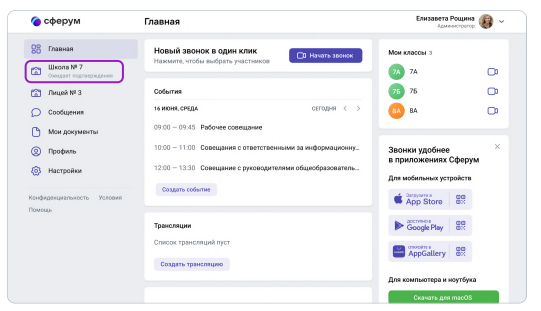 сферум
Главная
Елизавета Рощина
Администратор
Главная
Школа № 7
Ожидает подтверждения
Лицей № 3
Сообщения
Мои документы
Профиль
Настройки
Конфиденциальность Условия
Помощь
Новый звонок в один клик
Нажмите, чтобы выбрать участников
Начать звонок
События
16 ИЮНЯ, СРЕДА
СЕГОДНЯ
09:00 — 09:45 Рабочее совещание
10:00 — 11:00 Совещания с ответственными за информационну...
12:00 — 13:30 Совещание с руководителями общеобразователь...
Создать событие
Трансляции
Список трансляций пуст
Создать трансляцию
Мои классы 3
7А 7А
7Б 7Б
8А 8А
Звонки удобнее
в приложениях Сферум
Для мобильных устройств
Загрузите в
App Store
ДОСТУПНО В
Google Play
ОТКРОЙТЕ В
AppGallery
Для компьютера и ноутбука
Скачать для macOS